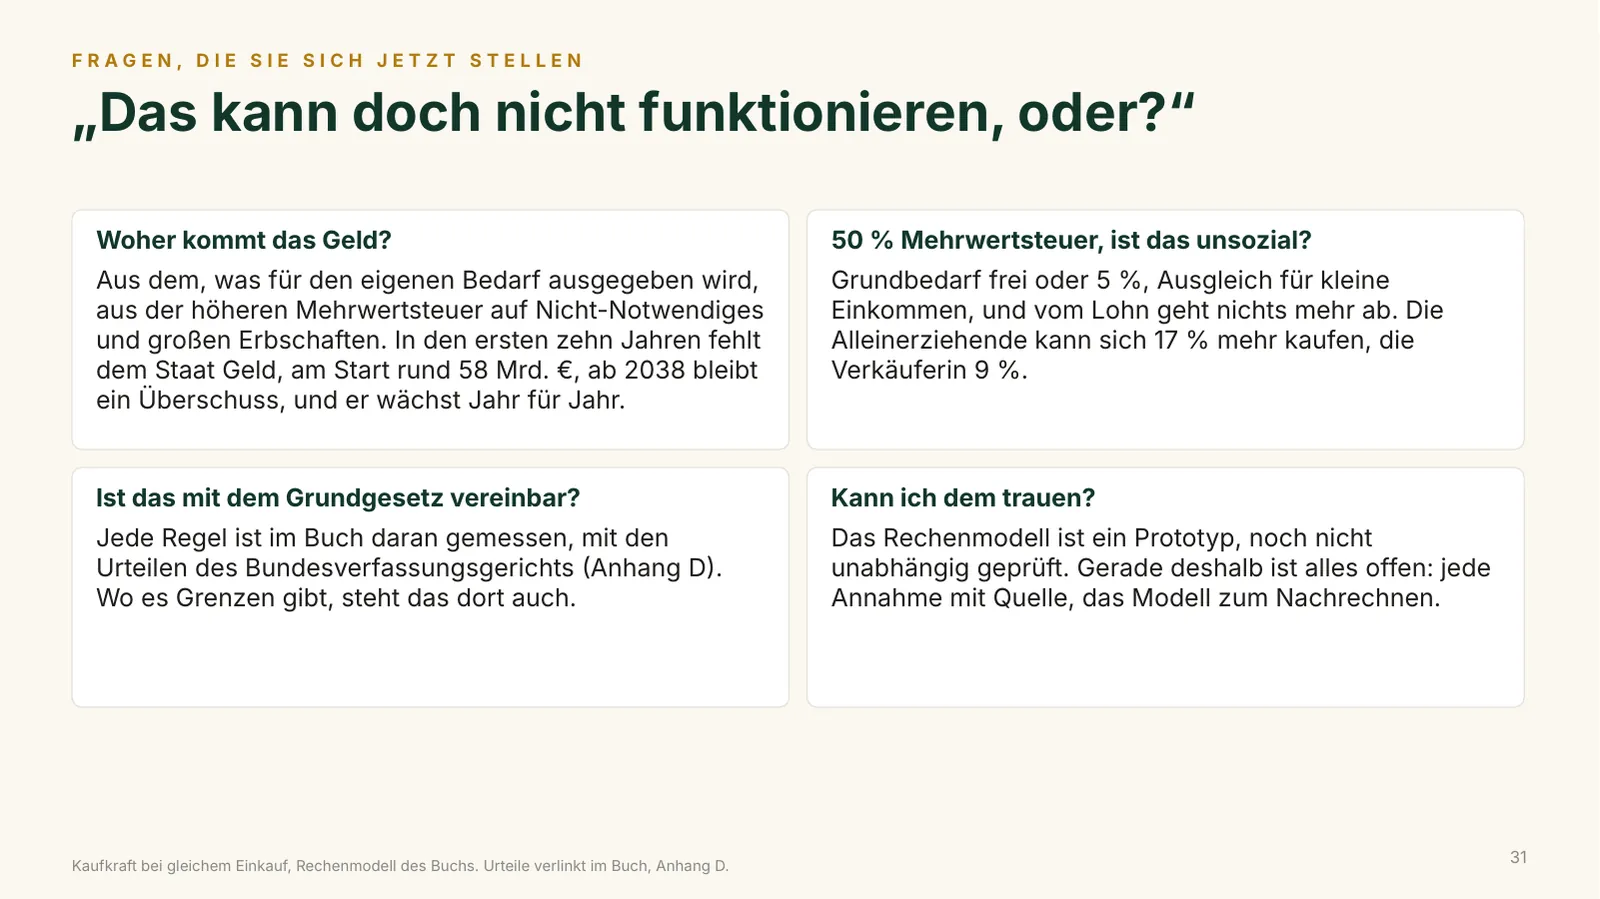 FRAGEN, DIE SIE SICH JETZT STELLEN
„Das kann doch nicht funktionieren, oder?“
Woher kommt das Geld?
Aus dem, was für den eigenen Bedarf ausgegeben wird,
aus der höheren Mehrwertsteuer auf Nicht-Notwendiges
und großen Erbschaften. In den ersten zehn Jahren fehlt
dem Staat Geld, am Start rund 58 Mrd. €, ab 2038 bleibt
ein Überschuss, und er wächst Jahr für Jahr.
50 % Mehrwertsteuer, ist das unsozial?
Grundbedarf frei oder 5 %, Ausgleich für kleine
Einkommen, und vom Lohn geht nichts mehr ab. Die
Alleinerziehende kann sich 17 % mehr kaufen, die
Verkäuferin 9 %.
Ist das mit dem Grundgesetz vereinbar?
Jede Regel ist im Buch daran gemessen, mit den
Urteilen des Bundesverfassungsgerichts (Anhang D).
Wo es Grenzen gibt, steht das dort auch.
Kann ich dem trauen?
Das Rechenmodell ist ein Prototyp, noch nicht
unabhängig geprüft. Gerade deshalb ist alles offen: jede
Annahme mit Quelle, das Modell zum Nachrechnen.
Kaufkraft bei gleichem Einkauf, Rechenmodell des Buchs. Urteile verlinkt im Buch, Anhang D.
31